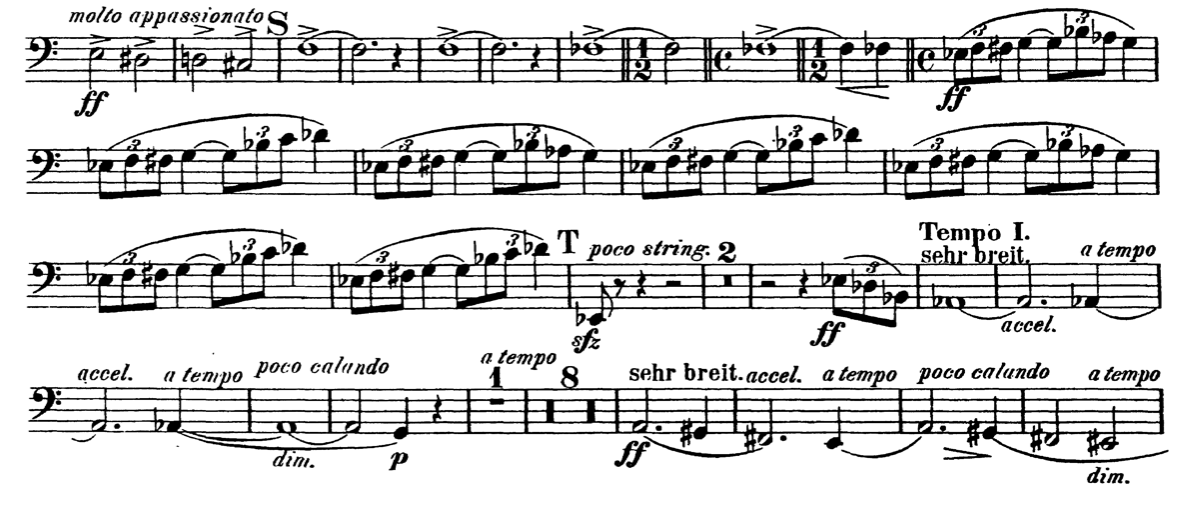 molto appassionato S
1 2 1 2
3 3
ff ff
3 3 3 3 3 3 3 3
T poco string. 2 Tempo I.
sehr breit. a tempo
3 3 3 3 3
sfz ff accel.
accel. a tempo poco calando a tempo 1 8 sehr breit. accel. a tempo poco calando a tempo
dim. p ff dim.